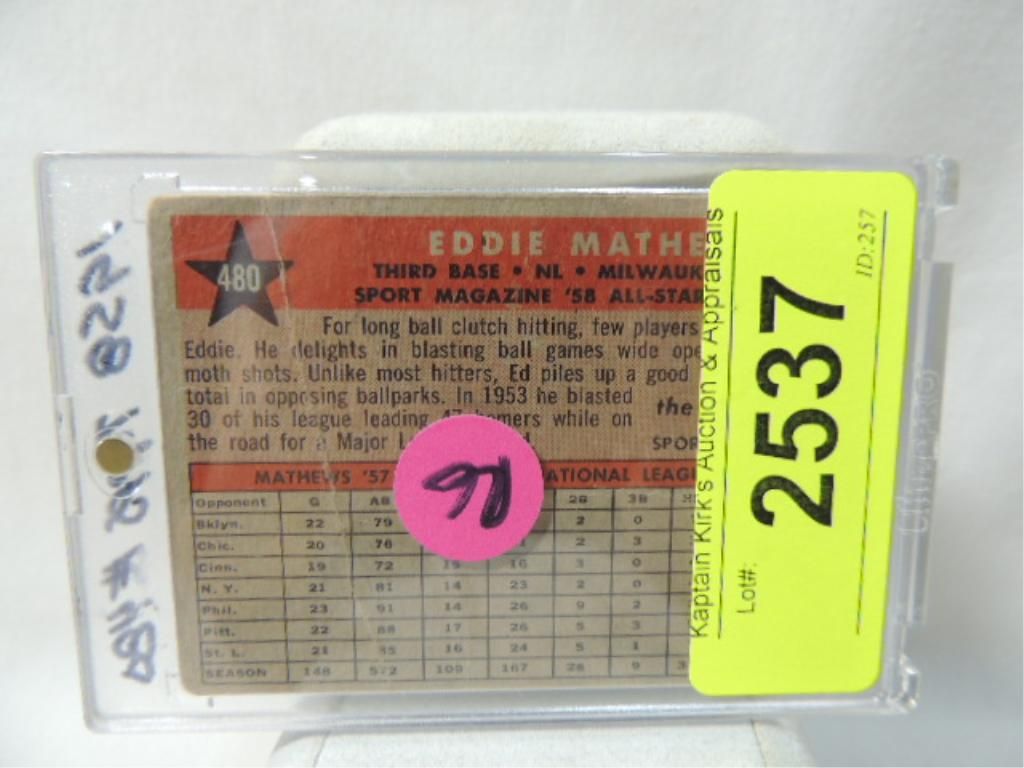 480
EDDIE MATHE
THIRD BASE • NL • MILWAUK
SPORT MAGAZINE '58 ALL-STAR
For long ball clutch hitting, few players
Eddie. He delights in blasting ball games wide ope
moth shots. Unlike most hitters, Ed piles up a good
total in opposing ballparks. In 1953 he blasted
30 of his league leading 47 homers while on
the road for a Major L
the
SPOR
MATHEWS '57 ATIONAL LEAG
Opponent G AB 2B 3B
Bklyn. 22 79 2 0
Chic. 20 76 2 3
Cinn. 19 72 15 16 3 0
N. Y. 21 81 14 23 2 0
Phil. 23 91 14 26 9 2
Pitt. 22 88 17 26 5 3
St. L. 21 85 16 24 5 1
SEASON 148 572 109 167 28 9 3
Kaptain Kirk's Auction & Appraisals
Lot#:
2537
ID:257